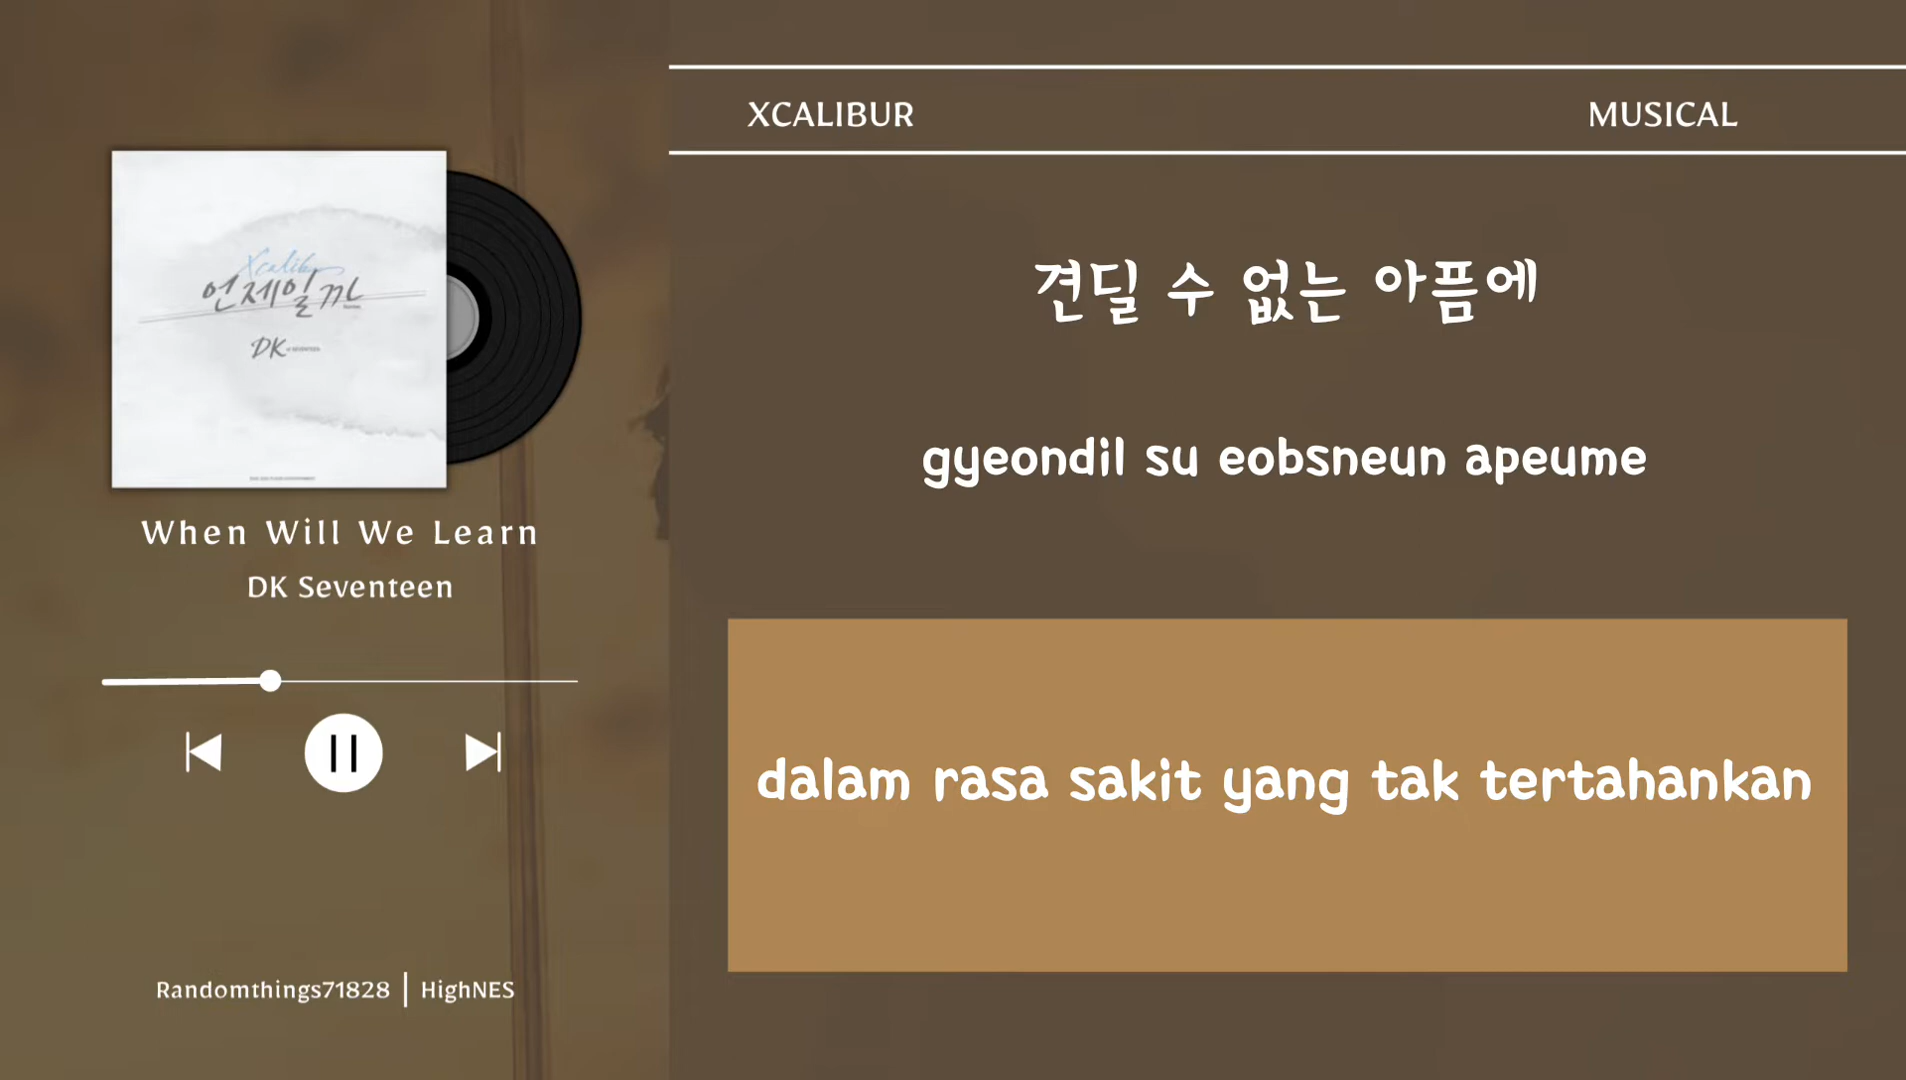 XCALIBUR
MUSICAL
Xcalibur
언제일까
DK
When Will We Learn
DK Seventeen
견딜 수 없는 아픔에
gyeondil su eobsneun apeume
dalam rasa sakit yang tak tertahankan
Randomthings71828 | HighNES